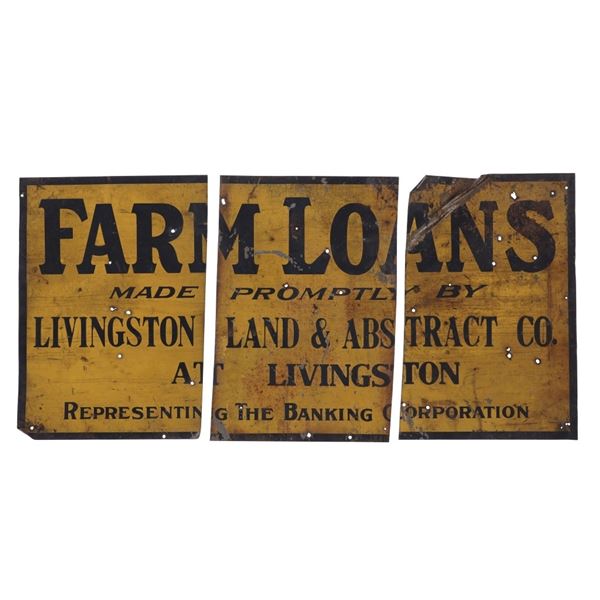 FARM LOANS
MADE PROMPTLY BY
LIVINGSTON LAND & ABSTRACT CO.
AT LIVINGSTON
REPRESENTING THE BANKING CORPORATION